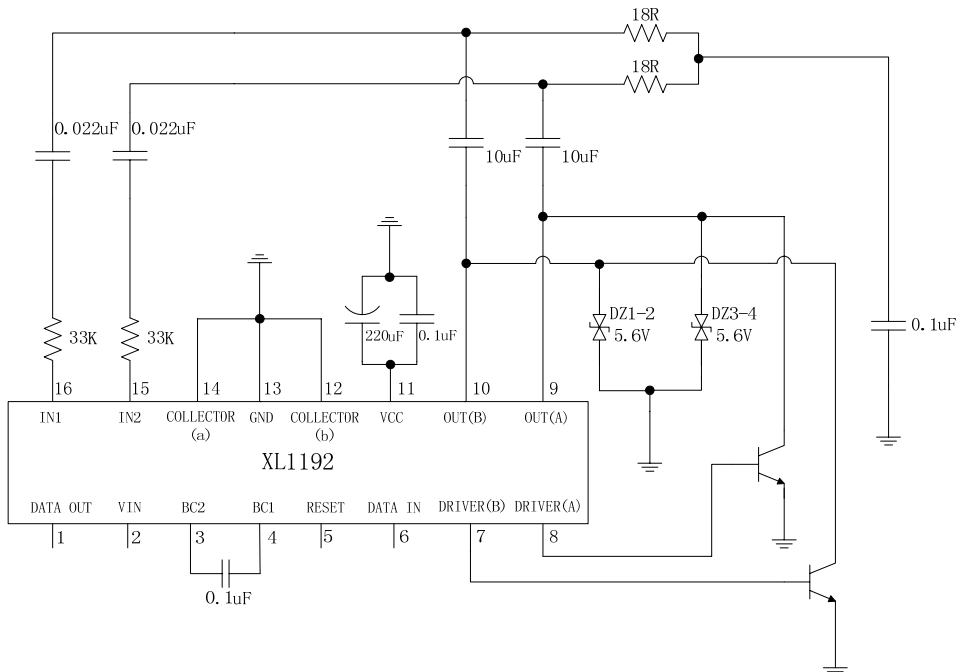 18R
18R
0.022uF 0.022uF
10uF 10uF
DZ1-2 DZ3-4
5.6V 5.6V
0.1uF
33K 33K
220uF 0.1uF
16 15 14 13 12 11 10 9
IN1 IN2 COLLECTOR GND COLLECTOR VCC OUT(B) OUT(A)
(a) (b)
XL1192
DATA OUT VIN BC2 BC1 RESET DATA IN DRIVER(B) DRIVER(A)
1 2 3 4 5 6 7 8
0.1uF